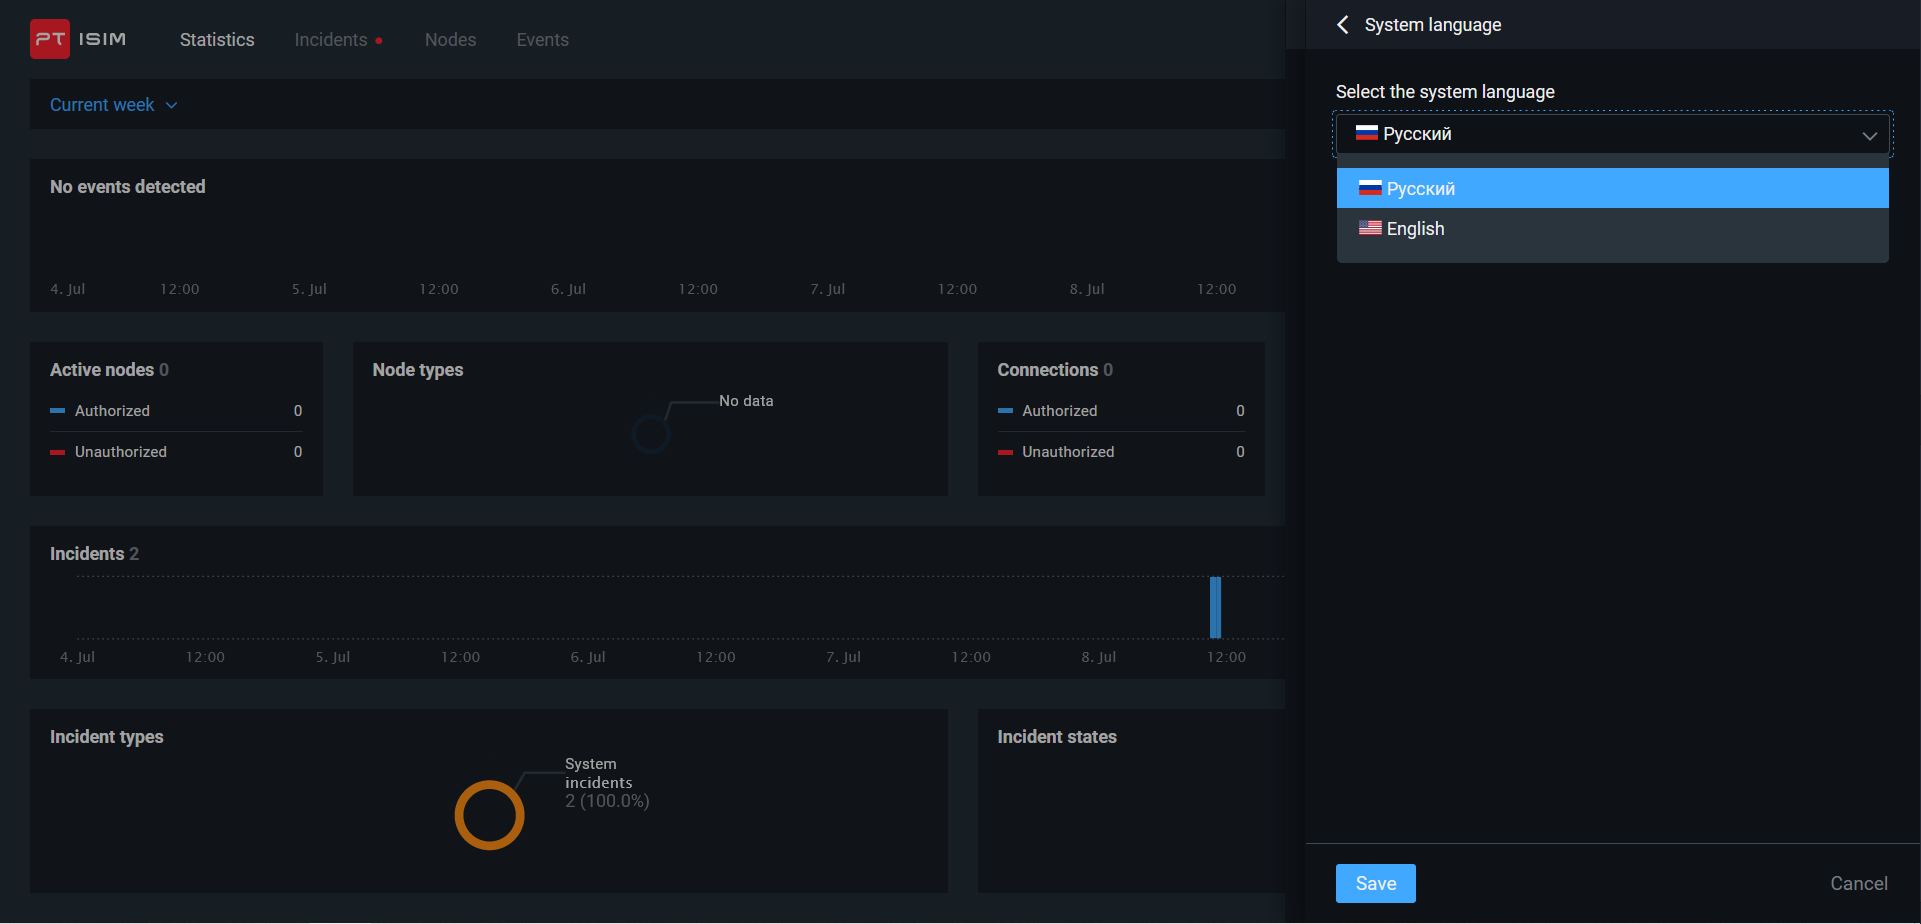 PT ISIM
Statistics
Incidents
Nodes
Events
Current week
No events detected
4. Jul 12:00 5. Jul 12:00 6. Jul 12:00 7. Jul 12:00 8. Jul 12:00
Active nodes 0
Authorized 0
Unauthorized 0
Node types
No data
Connections 0
Authorized 0
Unauthorized 0
Incidents 2
4. Jul 12:00 5. Jul 12:00 6. Jul 12:00 7. Jul 12:00 8. Jul 12:00
Incident types
System
incidents
2 (100.0%)
Incident states
System language
Select the system language
Русский
Русский
English
Save
Cancel